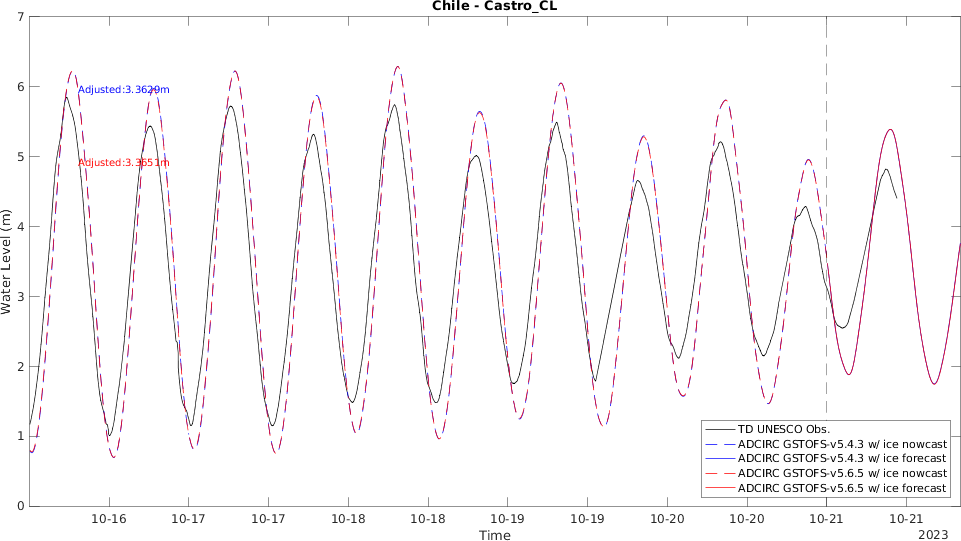 Chile - Castro_CL
7
6
5
4
3
2
1
0
Water Level (m)
Adjusted:3.3629m
Adjusted:3.3651m
TD UNESCO Obs.
ADCIRC GSTOFS-v5.4.3 w/ ice nowcast
ADCIRC GSTOFS-v5.4.3 w/ ice forecast
ADCIRC GSTOFS-v5.6.5 w/ ice nowcast
ADCIRC GSTOFS-v5.6.5 w/ ice forecast
10-16 10-17 10-17 10-18 10-18 10-19 10-19 10-20 10-20 10-21 10-21
Time
2023